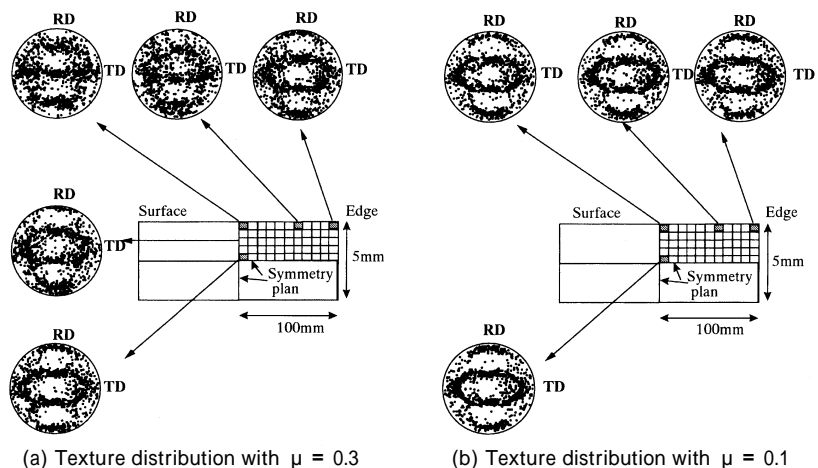 RD
RD
RD
TD
TD
TD
RD
TD
Surface
Edge
5mm
Symmetry
plan
100mm
RD
TD
(a) Texture distribution with μ = 0.3
RD
RD
RD
TD
TD
TD
Surface
Edge
5mm
Symmetry
plan
100mm
RD
TD
(b) Texture distribution with μ = 0.1